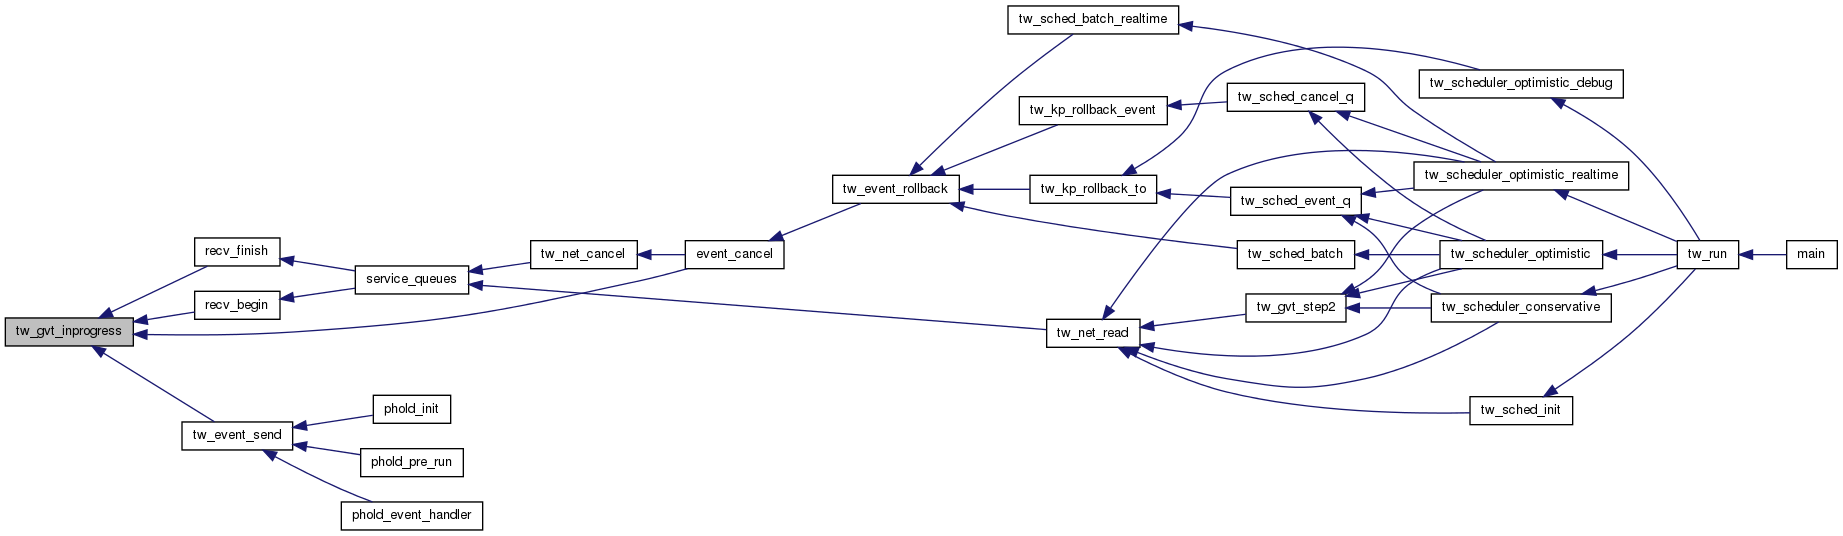 tw_sched_batch_realtime
tw_scheduler_optimistic_debug
tw_sched_cancel_q
tw_kp_rollback_event
tw_scheduler_optimistic_realtime
tw_event_rollback
tw_kp_rollback_to
tw_sched_event_q
recv_finish
tw_net_cancel
event_cancel
tw_sched_batch
tw_scheduler_optimistic
tw_run
main
service_queues
recv_begin
tw_gvt_step2
tw_scheduler_conservative
tw_gvt_inprogress
tw_net_read
phold_init
tw_sched_init
tw_event_send
phold_pre_run
phold_event_handler